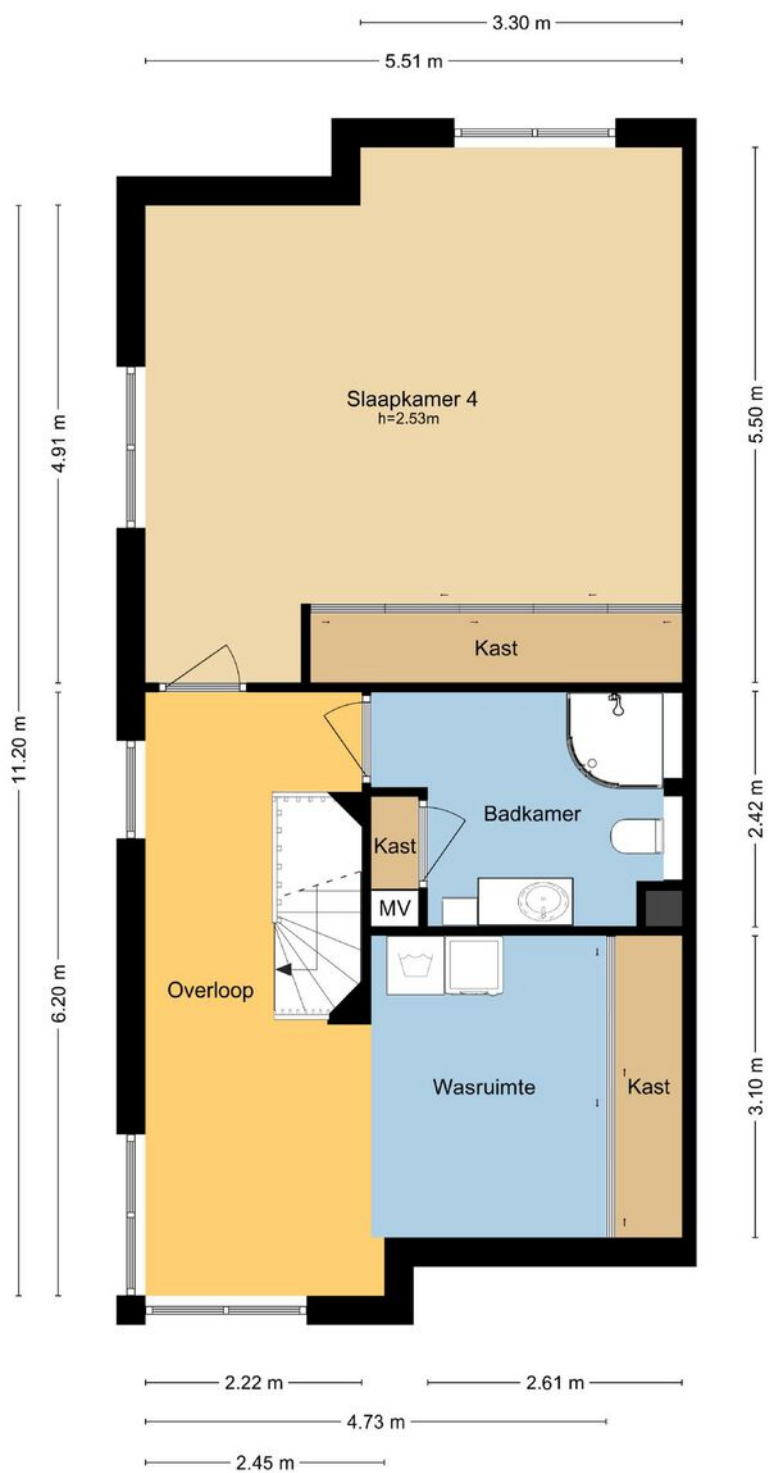 3.30 m
5.51 m
Slaapkamer 4
h=2.53m
4.91 m
5.50 m
Kast
11.20 m
Badkamer
2.42 m
Kast
MV
6.20 m
Overloop
Wasruimte
Kast
3.10 m
2.22 m
2.61 m
4.73 m
2.45 m